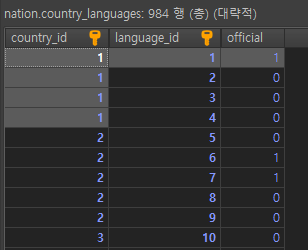 nation.country_languages: 984 행 (총) (대략적)
country_id language_id official
1 1 1
1 2 0
1 3 0
1 4 0
2 5 0
2 6 1
2 7 1
2 8 0
2 9 0
3 10 0